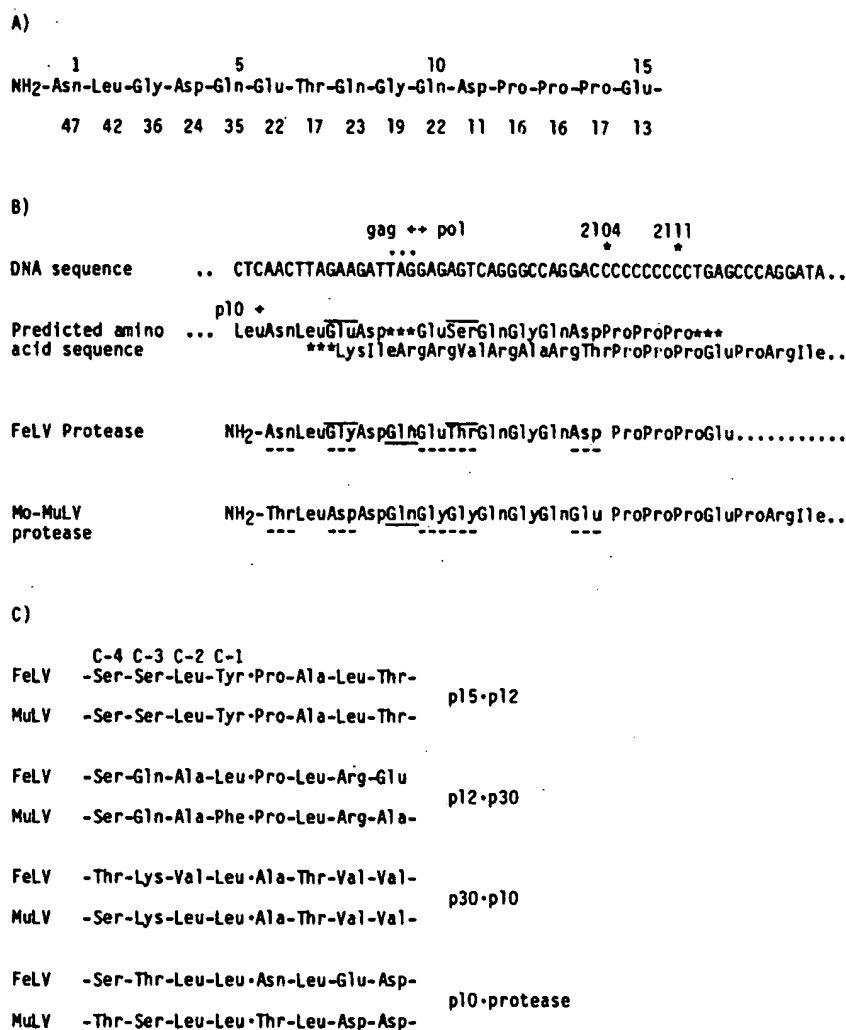 A)
1 5 10 15
NH2-Asn-Leu-Gly-Asp-Gln-Glu-Thr-Gln-Gly-Gln-Asp-Pro-Pro-Pro-Glu-
47 42 36 24 35 22 17 23 19 22 11 16 16 17 13
B)
gag ↔ pol 2104 2111
... * *
DNA sequence .. CTCAACTTAGAAGATTAGGAGAGTCAGGGCCAGGACCCCCCCCCCTGAGCCCAGGATA..
p10 +
Predicted amino ... LeuAsnLeuGluAsp***GluSerGlnGlyGlnAspProProPro***
acid sequence ***LysIleArgArgValArgAlaArgThrProProProGluProArgIle..
FeLV Protease NH2-AsnLeuGlyAspGlnGluThrGlnGlyGlnAsp ProProProGlu...........
--- --- ------ ---
Mo-MuLV NH2-ThrLeuAspAspGlnGlyGlyGlnGlyGlnGlu ProProProGluProArgIle..
protease --- --- ------ ---
C)
C-4 C-3 C-2 C-1
FeLV -Ser-Ser-Leu-Tyr•Pro-Ala-Leu-Thr-
p15•p12
MuLV -Ser-Ser-Leu-Tyr•Pro-Ala-Leu-Thr-
FeLV -Ser-Gln-Ala-Leu•Pro-Leu-Arg-Glu
p12•p30
MuLV -Ser-Gln-Ala-Phe•Pro-Leu-Arg-Ala-
FeLV -Thr-Lys-Val-Leu•Ala-Thr-Val-Val-
p30•p10
MuLV -Ser-Lys-Leu-Leu•Ala-Thr-Val-Val-
FeLV -Ser-Thr-Leu-Leu•Asn-Leu-Glu-Asp-
p10•protease
MuLV -Thr-Ser-Leu-Leu•Thr-Leu-Asp-Asp-